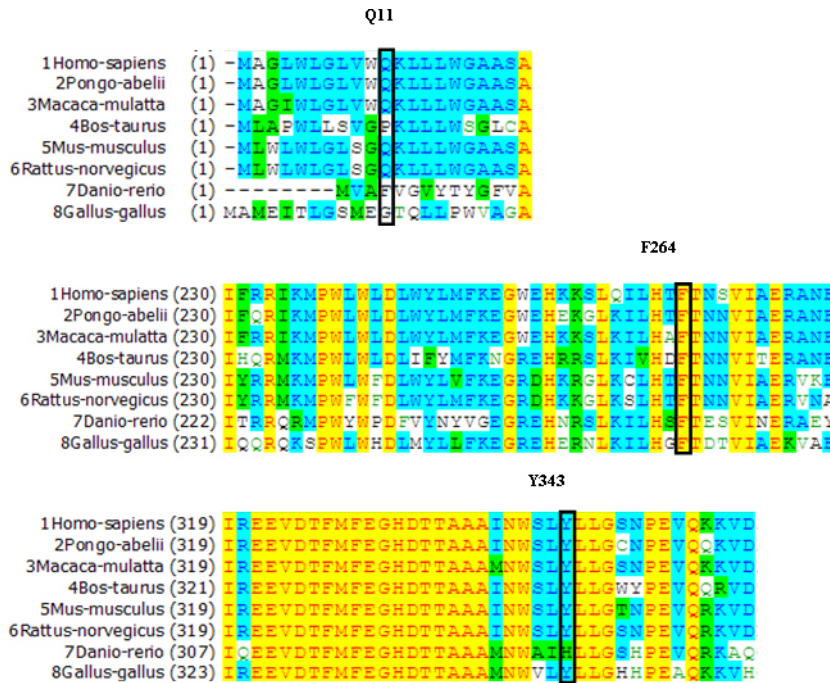 Q11
1Homo-sapiens (1) -MAGLWLGLVWQKLLLWGAASA
2Pongo-abelii (1) -MAGLWLGLVWQKLLLWGAASA
3Macaca-mulatta (1) -MAGIWLGLVWQKLLLWGAASA
4Bos-taurus (1) -MLAPWLLSVGPKLLLWSGLCA
5Mus-musculus (1) -MLWLWLGLSGQKLLLWGAASA
6Rattus-norvegicus (1) -MLWLWLGLSGQKLLLWGAASA
7Danio-rerio (1) --------MVAFVGVYTYGFVA
8Gallus-gallus (1) MAMEITLGSMEGTQLLPWVAGA
F264
1Homo-sapiens (230) IFRRIKMPWLWLDLWYLMFKEGWEHKKSLQILHTFTNSVIAERANE
2Pongo-abelii (230) IFQRIKMPWLWLDLWYLMFKEGWEHEKGLKILHTFTNNVIAERANE
3Macaca-mulatta (230) IFRRIKMPWLWLDLWYLMFKEGWEHKKSLKILHAFTNNVIAERANE
4Bos-taurus (230) IHQRMKMPWLWLDLIFYMFKNGREHRRSLKIVHDFTNNVITERANE
5Mus-musculus (230) IYRRMKMPWLWFDLWYLVFKEGRDHKRGLKCLHTFTNNVIAERVKE
6Rattus-norvegicus (230) IYRRMKMPWFWFDLWYLMFKEGRDHKKGLKSLHTFTNNVIAERVNA
7Danio-rerio (222) ITRRQRMPWYWPDFVYNYVGEGREHNRSLKILHSFTESVINERAEY
8Gallus-gallus (231) IQQRQKSPWLWHDLMYLLFKEGREHERNLKILHGFTDTVIAEKVAE
Y343
1Homo-sapiens (319) IREEVDTFMFEGHDTTAAAINWSLYLLGSNPEVQKKVD
2Pongo-abelii (319) IREEVDTFMFEGHDTTAAAINWSLYLLGCNPEVQQKVD
3Macaca-mulatta (319) IREEVDTFMFEGHDTTAAAMNWSLYLLGSNPEVQKKVD
4Bos-taurus (321) IREEVDTFMFEGHDTTAAAINWSLYLLGWYPEVQQRVD
5Mus-musculus (319) IREEVDTFMFEGHDTTAAAINWSLYLLGTNPEVQRKVD
6Rattus-norvegicus (319) IREEVDTFMFEGHDTTAAAINWSLYLLGSNPEVQRKVD
7Danio-rerio (307) IQEEVDTFMFEGHDTTAAAMNWAIHLLGSHPEVQRKAQ
8Gallus-gallus (323) IREEVDTFMFEGHDTTAAAMNWVLYLLGHHPEAQKKVH